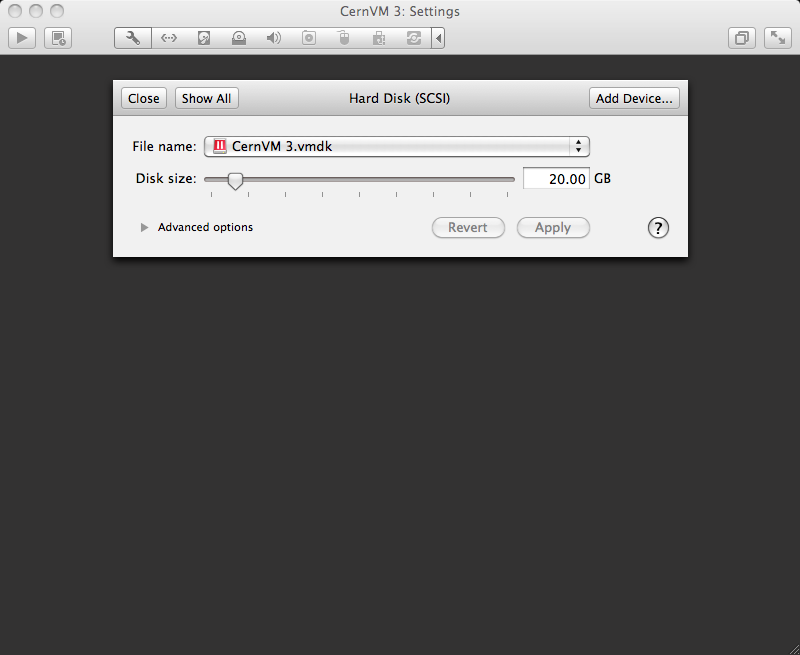 CernVM 3: Settings
Close Show All Hard Disk (SCSI) Add Device...
File name: CernVM 3.vmdk
Disk size: 20.00 GB
Advanced options Revert Apply ?